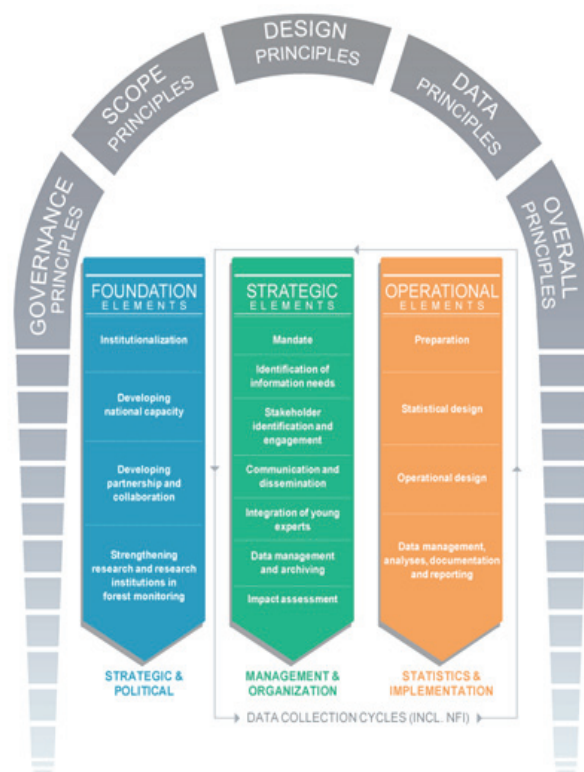 GOVERNANCE
PRINCIPLES
SCOPE
PRINCIPLES
DESIGN
PRINCIPLES
DATA
PRINCIPLES
OVERALL
PRINCIPLES
FOUNDATION
ELEMENTS
Institutionalization
Developing
national capacity
Developing
partnership and
collaboration
Strengthening
research and research
institutions in
forest monitoring
STRATEGIC &
POLITICAL
STRATEGIC
ELEMENTS
Mandate
Identification of
information needs
Stakeholder
identification and
engagement
Communication and
dissemination
Integration of young
experts
Data management
and archiving
Impact assessment
MANAGEMENT &
ORGANIZATION
OPERATIONAL
ELEMENTS
Preparation
Statistical design
Operational design
Data management,
analyses, documentation
and reporting
STATISTICS &
IMPLEMENTATION
DATA COLLECTION CYCLES (INCL. NFI)